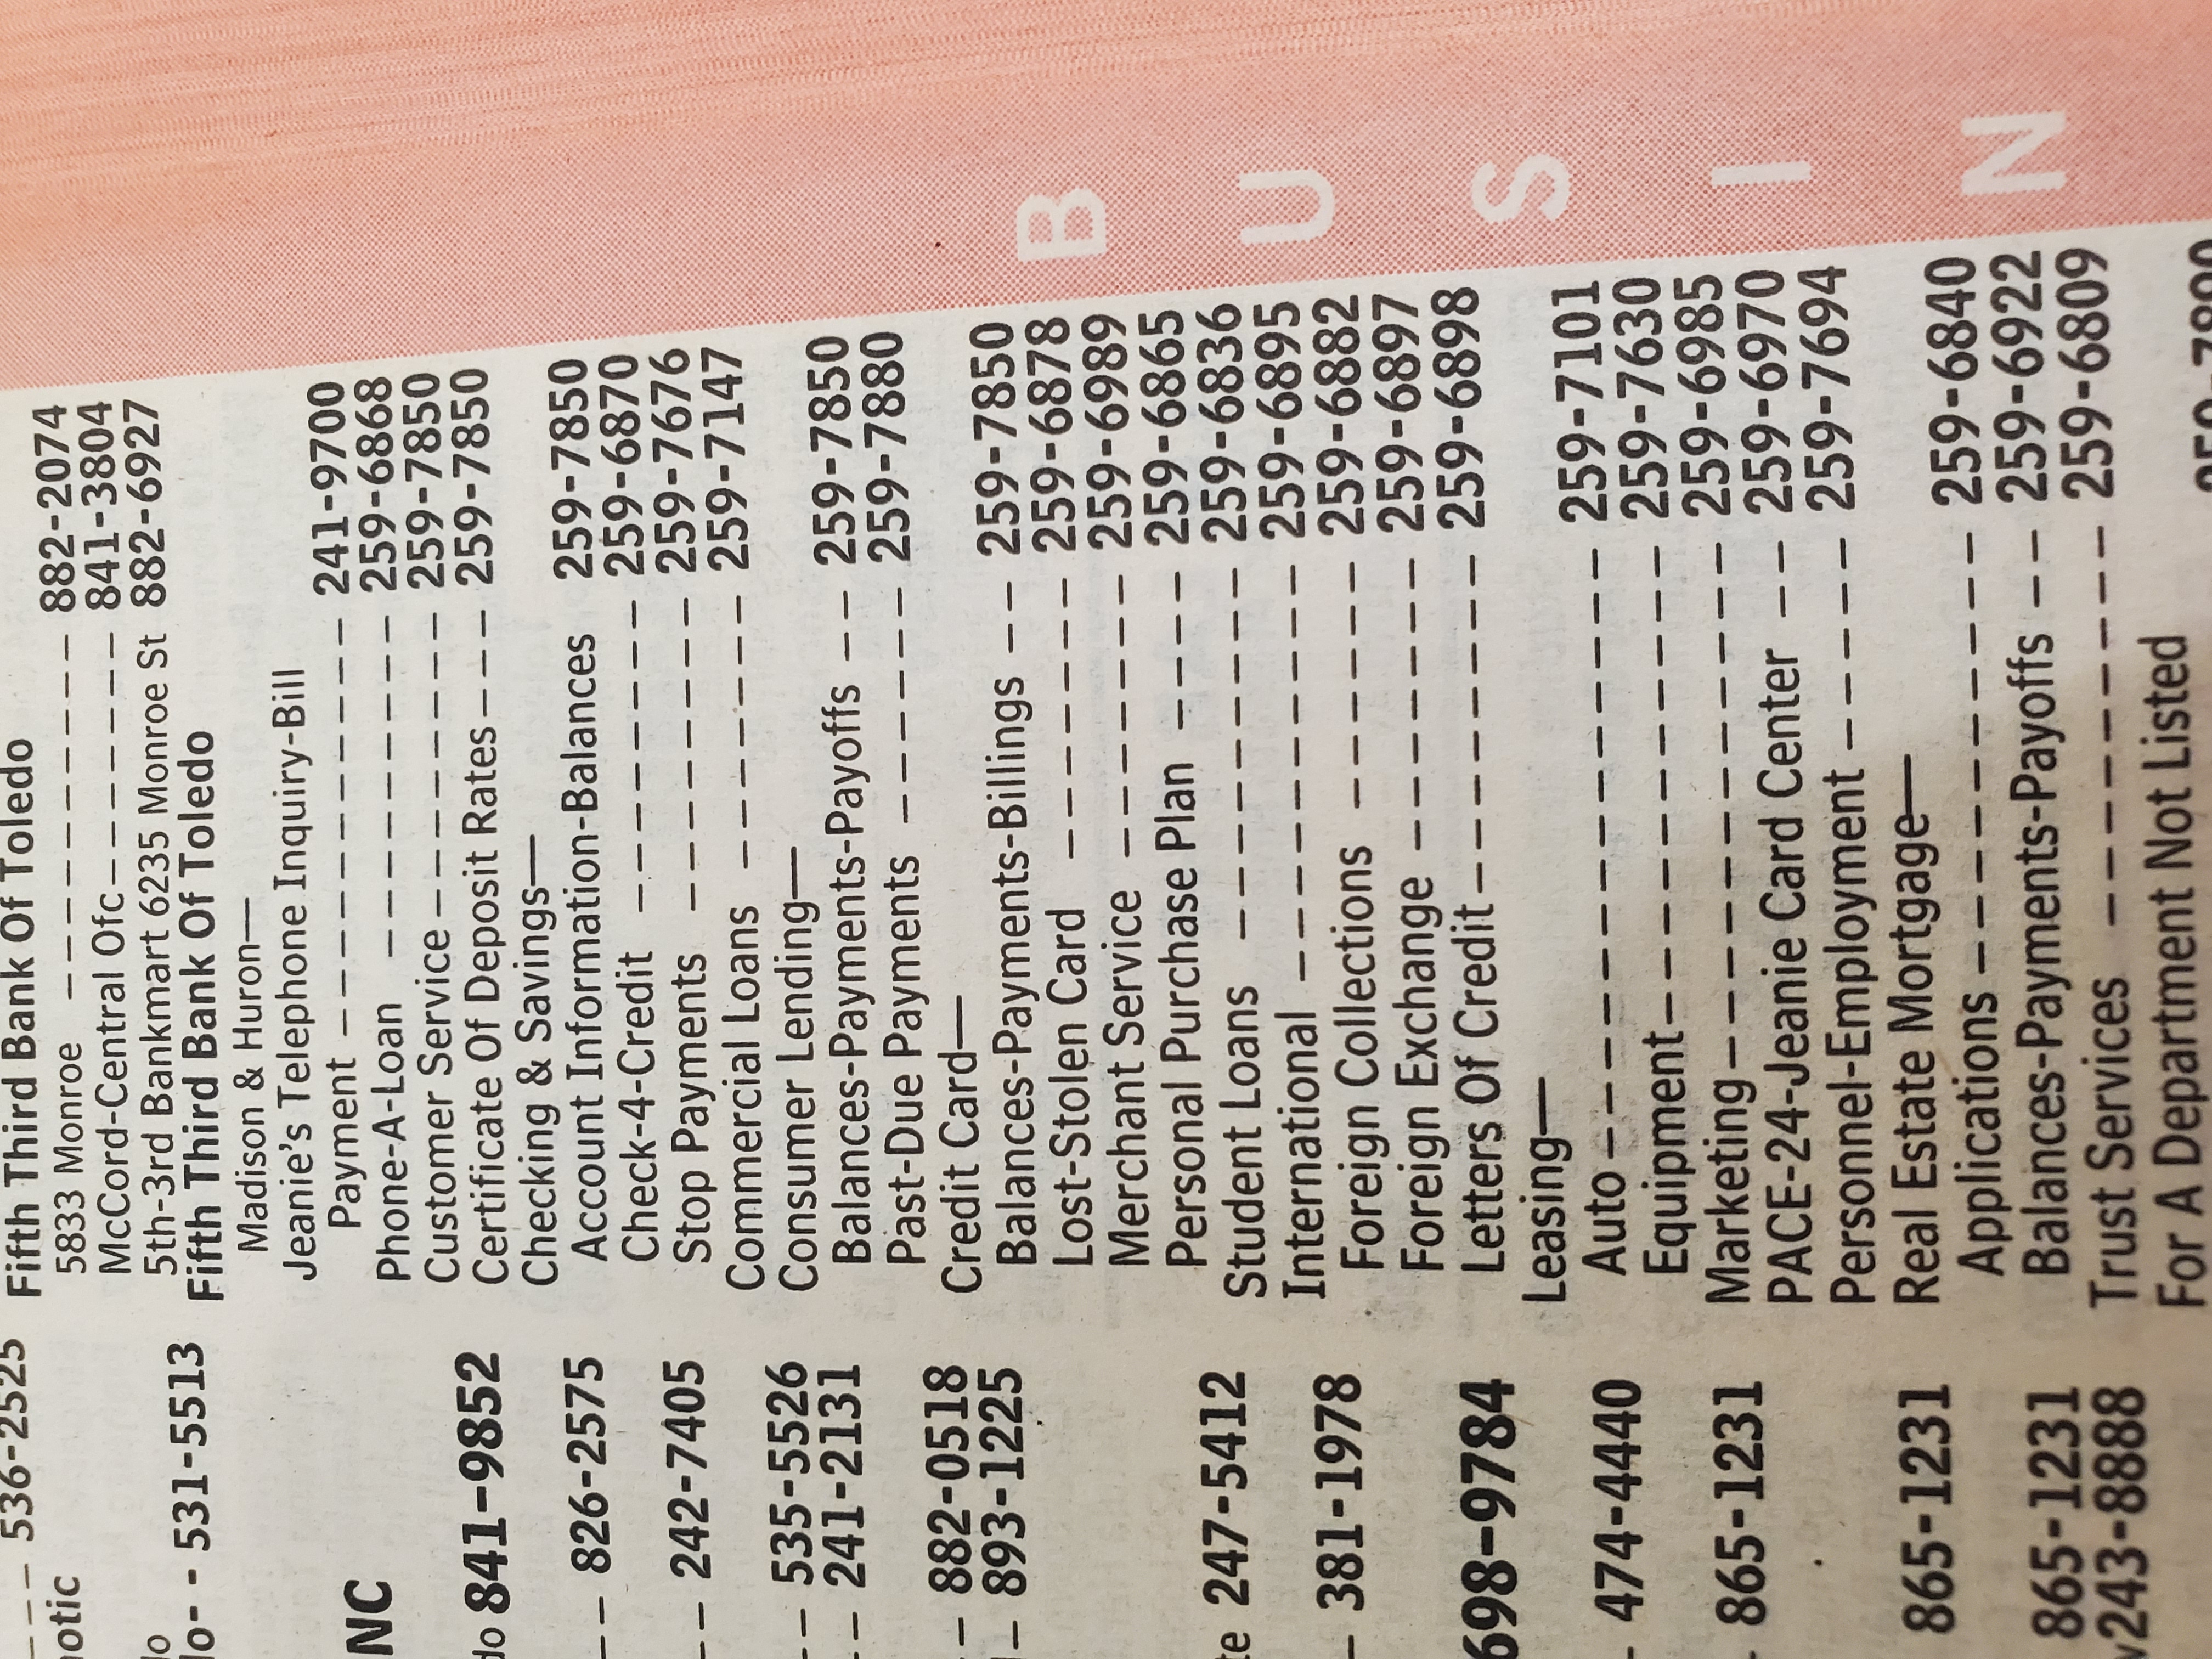 536-2525
notic
do
do- - 531-5513
NC
do 841-9852
826-2575
242-7405
535-5526
241-2131
882-0518
893-1225
te 247-5412
381-1978
698-9784
474-4440
865-1231
865-1231
865-1231
243-8888
Fifth Third Bank Of Toledo
5833 Monroe 882-2074
McCord-Central Ofc 841-3804
5th-3rd Bankmart 6235 Monroe St 882-6927
Fifth Third Bank Of Toledo
Madison & Huron—
Jeanie's Telephone Inquiry-Bill
Payment 241-9700
Phone-A-Loan 259-6868
Customer Service 259-7850
Certificate Of Deposit Rates 259-7850
Checking & Savings—
Account Information-Balances 259-7850
Check-4-Credit 259-6870
Stop Payments 259-7676
Commercial Loans 259-7147
Consumer Lending—
Balances-Payments-Payoffs 259-7850
Past-Due Payments 259-7880
Credit Card—
Balances-Payments-Billings 259-7850
Lost-Stolen Card 259-6878
Merchant Service 259-6989
Personal Purchase Plan 259-6865
Student Loans 259-6836
International 259-6895
Foreign Collections 259-6882
Foreign Exchange 259-6897
Letters Of Credit 259-6898
Leasing—
Auto 259-7101
Equipment 259-7630
Marketing 259-6985
PACE-24-Jeanie Card Center 259-6970
Personnel-Employment 259-7694
Real Estate Mortgage—
Applications 259-6840
Balances-Payments-Payoffs 259-6922
Trust Services 259-6809
For A Department Not Listed
B
U
S
I
N